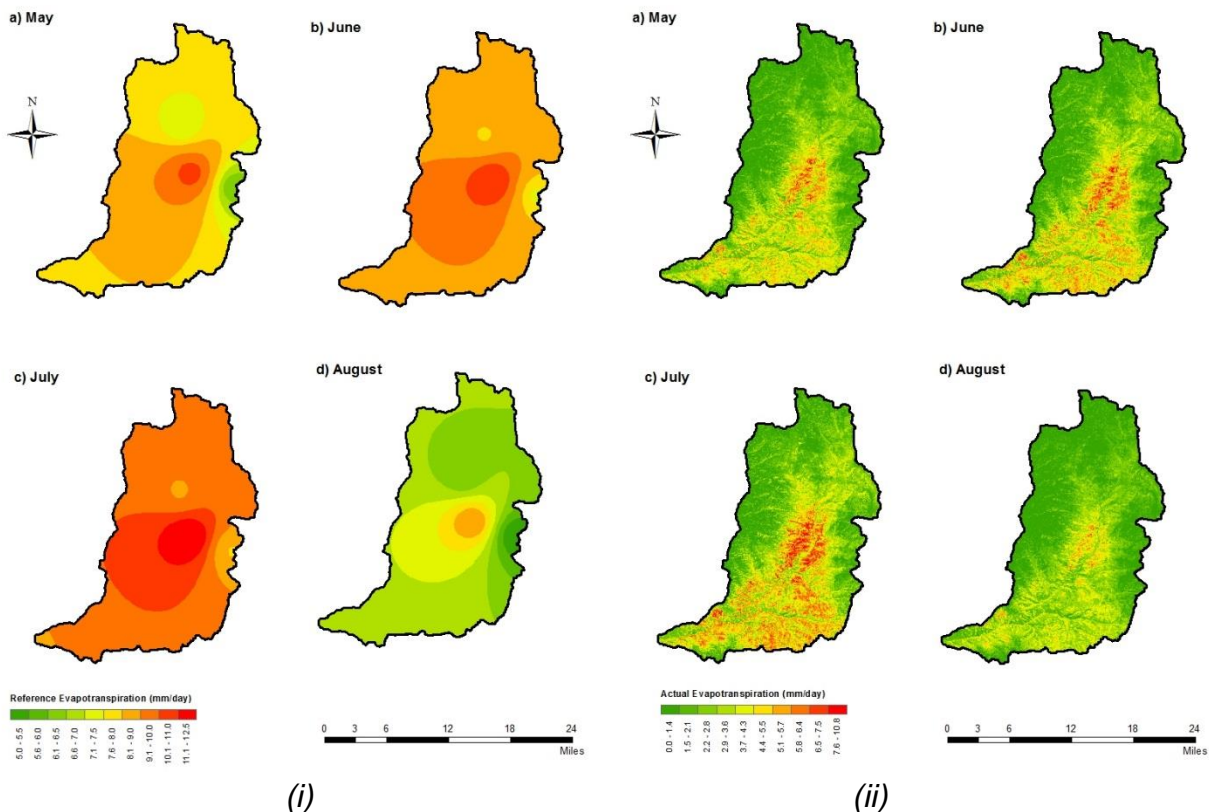 a) May
b) June
N
c) July
d) August
Reference Evapotranspiration (mm/day)
5.0 - 5.5
5.6 - 6.0
6.1 - 6.5
6.6 - 7.0
7.1 - 7.5
7.6 - 8.0
8.1 - 9.0
9.1 - 10.0
10.1 - 11.0
11.1 - 12.5
0 3 6 12 18 24
Miles
(i)
a) May
b) June
N
c) July
d) August
Actual Evapotranspiration (mm/day)
0.0 - 1.4
1.5 - 2.1
2.2 - 2.8
2.9 - 3.6
3.7 - 4.3
4.4 - 5.5
5.1 - 5.7
5.8 - 6.4
6.5 - 7.5
7.6 - 10.8
0 3 6 12 18 24
Miles
(ii)